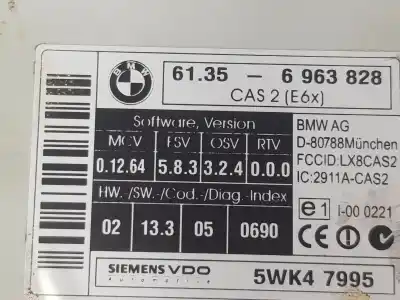 BMW
61.35 - 6 963 828
CAS 2 (E6x)
Software, Version
MCV FSV OSV RTV
0.12.64 5.8.3 3.2.4 0.0.0
HW.-/SW.-/Cod.-/Diag.-Index
02 13.3 05 0690
BMW AG
D-80788München
FCCID:LX8CAS2
IC:2911A-CAS2
e1 I-00 0221
CE
SIEMENS VDO
Automotive
5WK4 7995